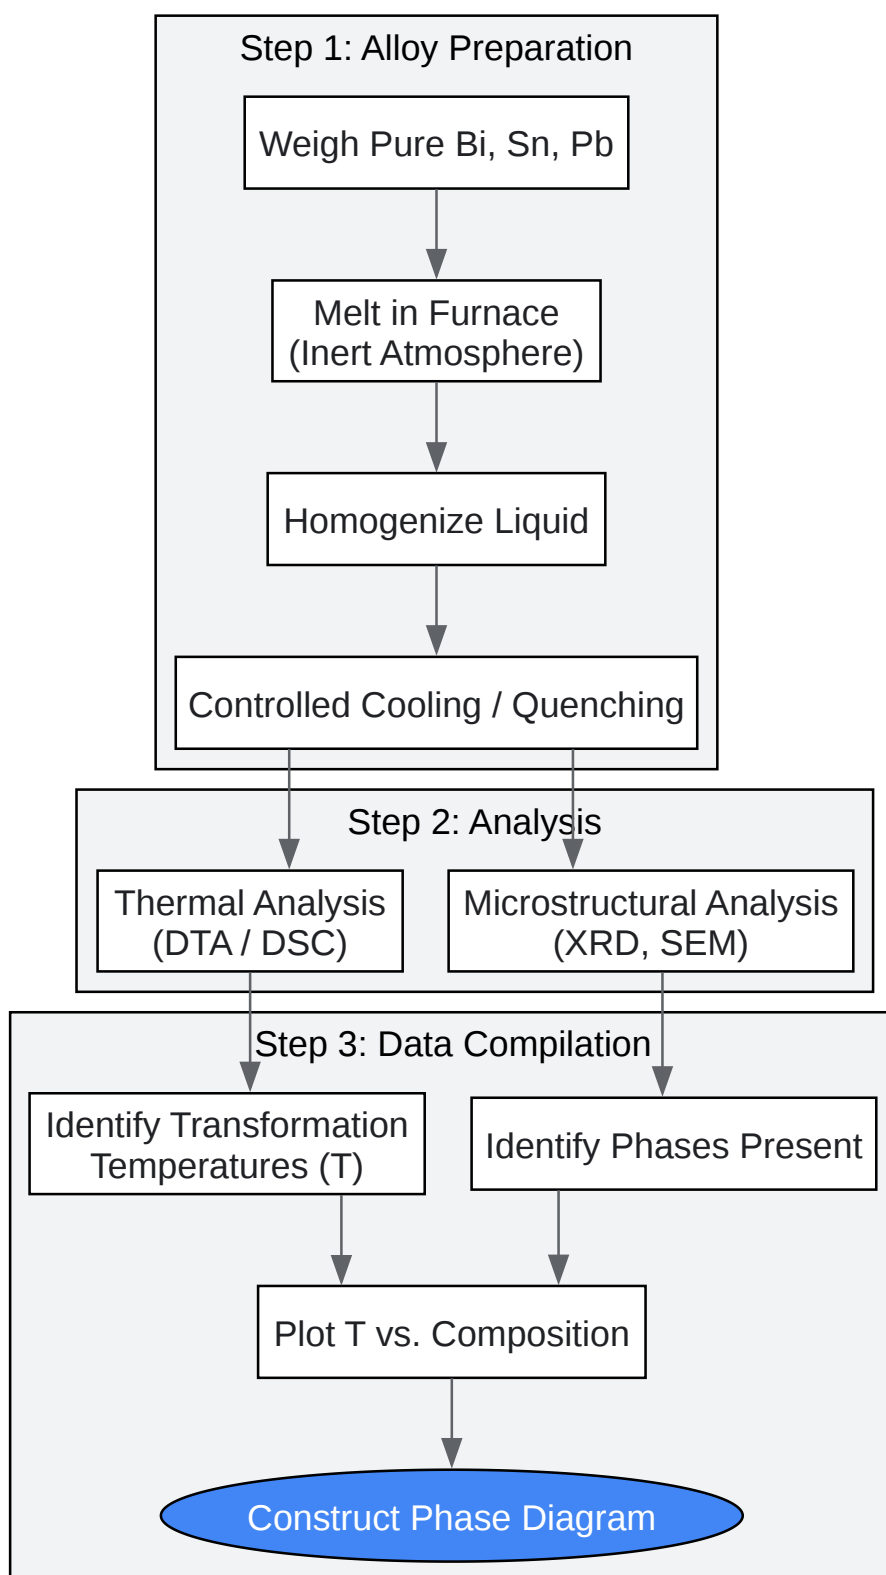 Step 1: Alloy Preparation
Weigh Pure Bi, Sn, Pb
Melt in Furnace
(Inert Atmosphere)
Homogenize Liquid
Controlled Cooling / Quenching
Step 2: Analysis
Thermal Analysis
(DTA / DSC)
Microstructural Analysis
(XRD, SEM)
Step 3: Data Compilation
Identify Transformation
Temperatures (T)
Identify Phases Present
Plot T vs. Composition
Construct Phase Diagram